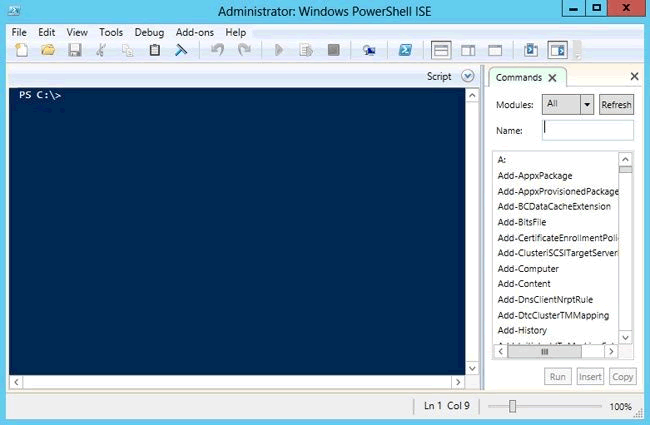 Administrator: Windows PowerShell ISE
File Edit View Tools Debug Add-ons Help
Script
PS C:\>
Commands
Modules: All Refresh
Name:
A:
Add-AppxPackage
Add-AppxProvisionedPackage
Add-BCDataCacheExtension
Add-BitsFile
Add-CertificateEnrollmentPoli
Add-ClusteriSCSITargetServerI
Add-Computer
Add-Content
Add-DnsClientNrptRule
Add-DtcClusterTMMapping
Add-History
Run Insert Copy
Ln 1 Col 9 100%